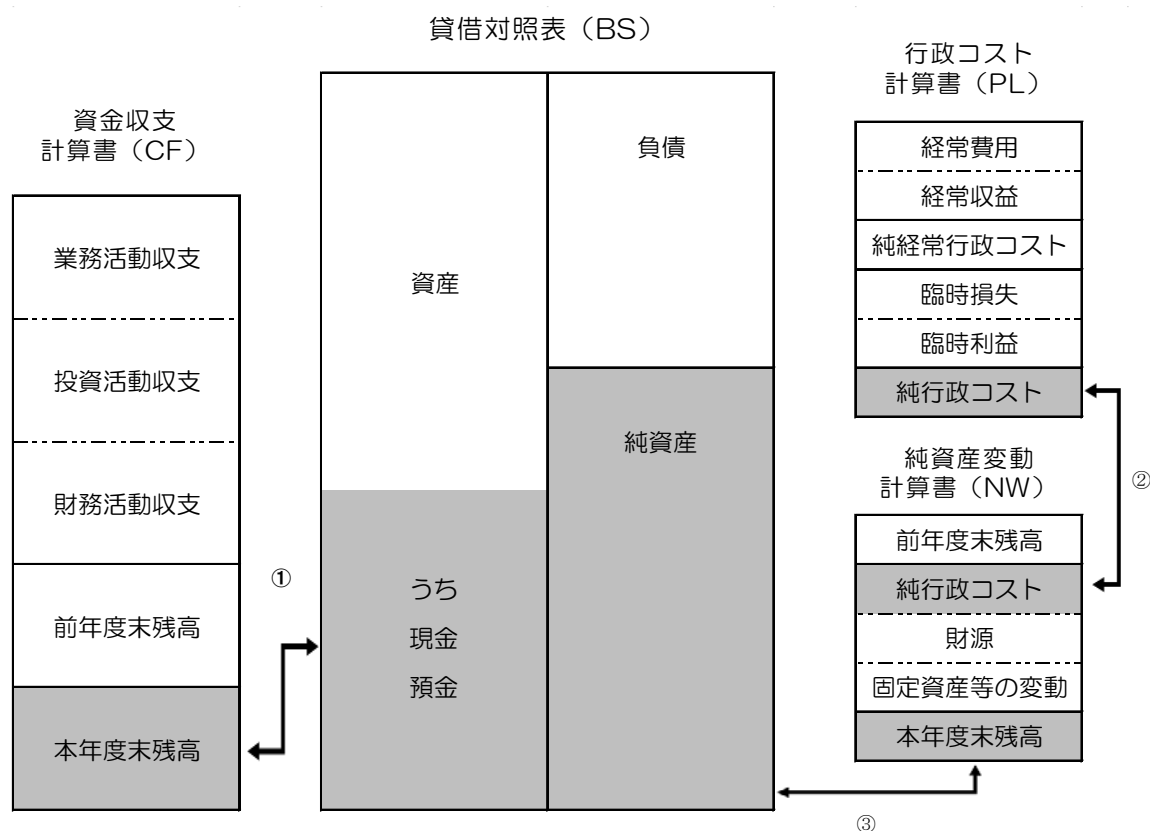 貸借対照表（BS）
資金収支
計算書（CF）
業務活動収支
投資活動収支
財務活動収支
前年度末残高
本年度末残高
①
資産
うち
現金
預金
負債
純資産
行政コスト
計算書（PL）
経常費用
経常収益
純経常行政コスト
臨時損失
臨時利益
純行政コスト
②
純資産変動
計算書（NW）
前年度末残高
純行政コスト
財源
固定資産等の変動
本年度末残高
③